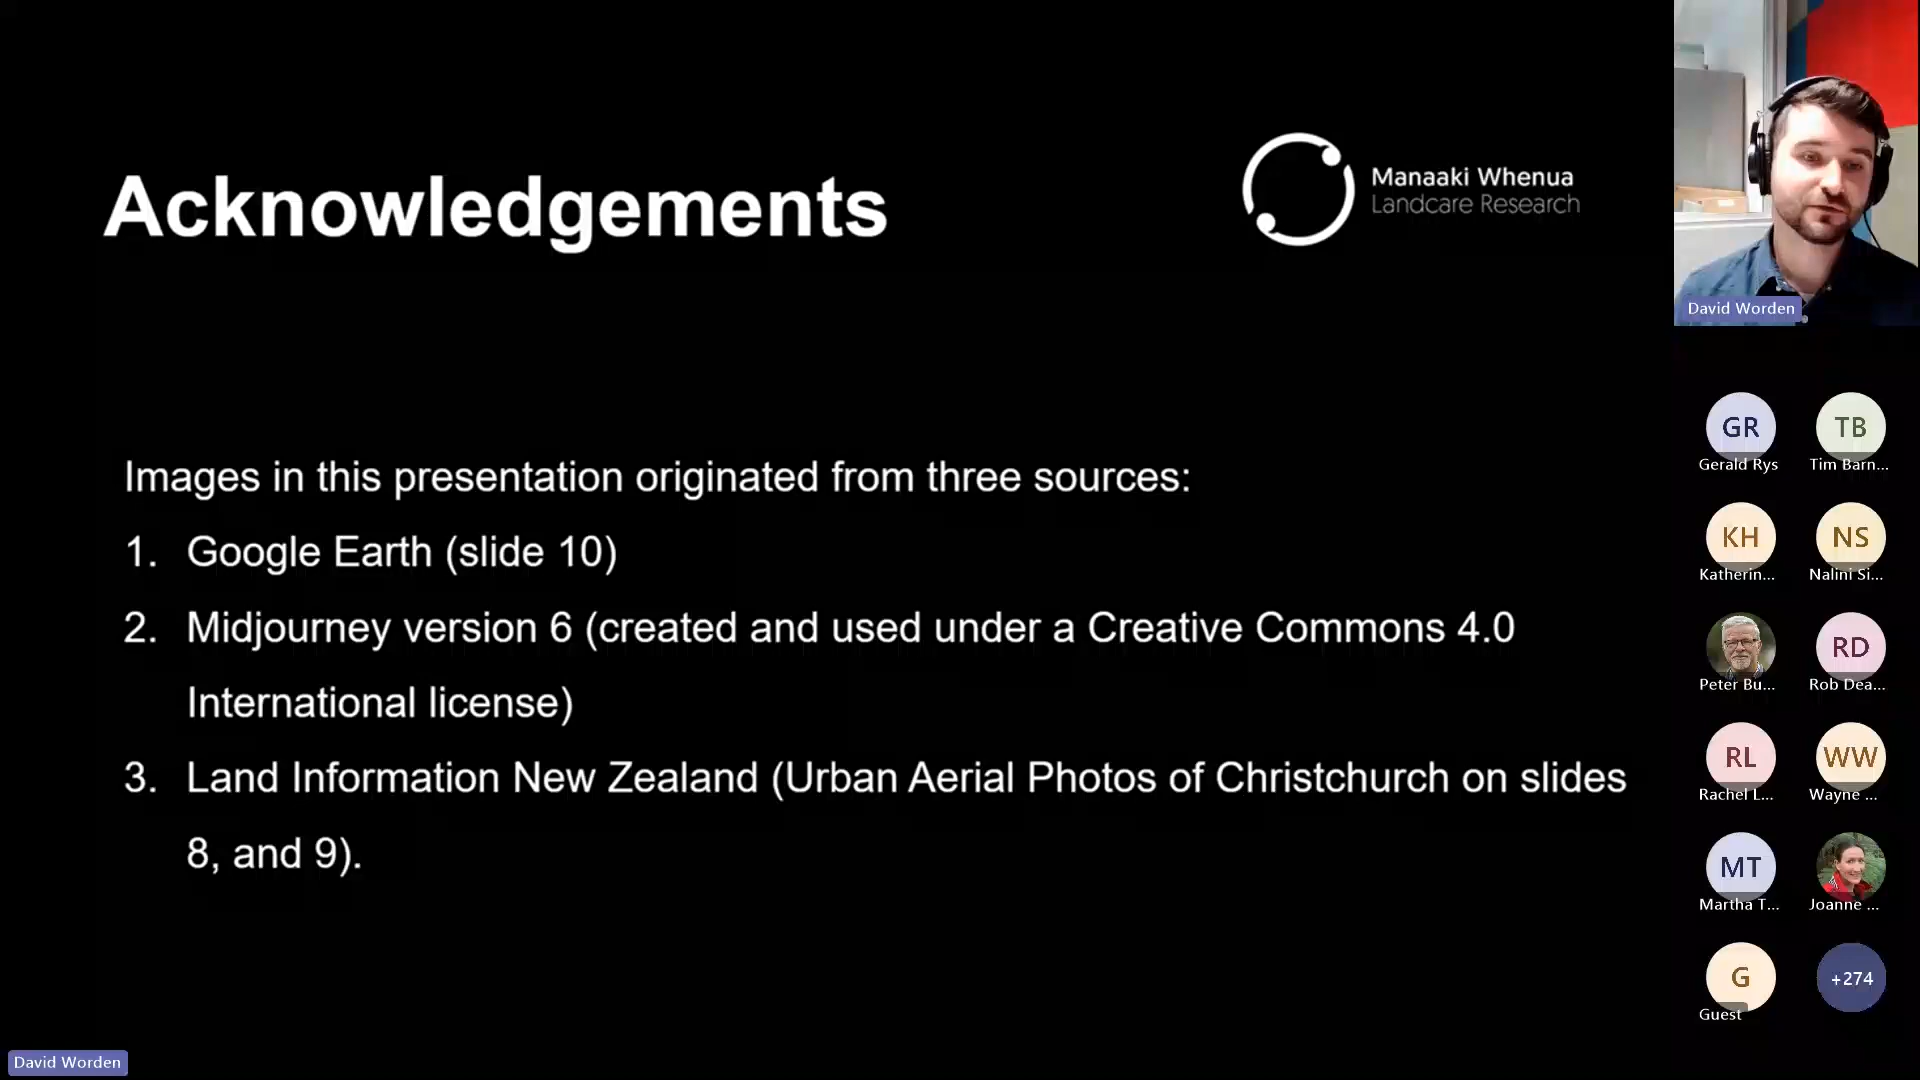 Acknowledgements
Manaaki Whenua
Landcare Research
Images in this presentation originated from three sources:
1. Google Earth (slide 10)
2. Midjourney version 6 (created and used under a Creative Commons 4.0
International license)
3. Land Information New Zealand (Urban Aerial Photos of Christchurch on slides
8, and 9).
David Worden
GR
Gerald Rys
TB
Tim Barn...
KH
Katherin...
NS
Nalini Si...
Peter Bu...
RD
Rob Dea...
RL
Rachel L...
WW
Wayne ...
MT
Martha T...
Joanne ...
G
Guest
+274
David Worden